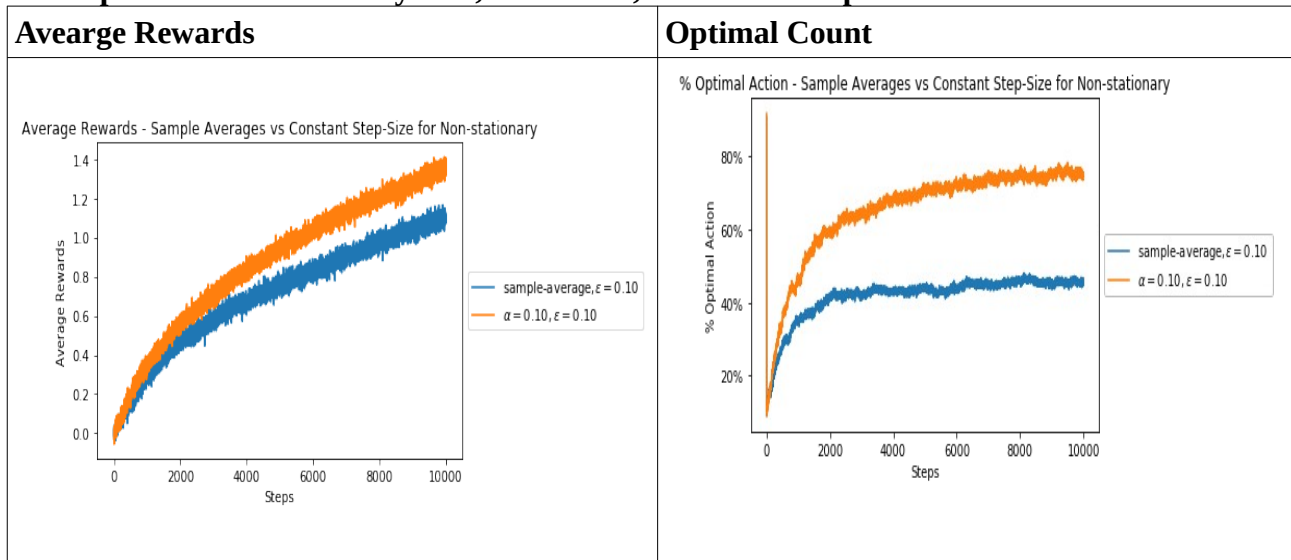 Avearge Rewards
Optimal Count
Average Rewards - Sample Averages vs Constant Step-Size for Non-stationary
Average Rewards
1.4
1.2
1.0
0.8
0.6
0.4
0.2
0.0
0 2000 4000 6000 8000 10000
Steps
sample-average, ε = 0.10
α = 0.10, ε = 0.10
% Optimal Action - Sample Averages vs Constant Step-Size for Non-stationary
% Optimal Action
80%
60%
40%
20%
0 2000 4000 6000 8000 10000
Steps
sample-average, ε = 0.10
α = 0.10, ε = 0.10